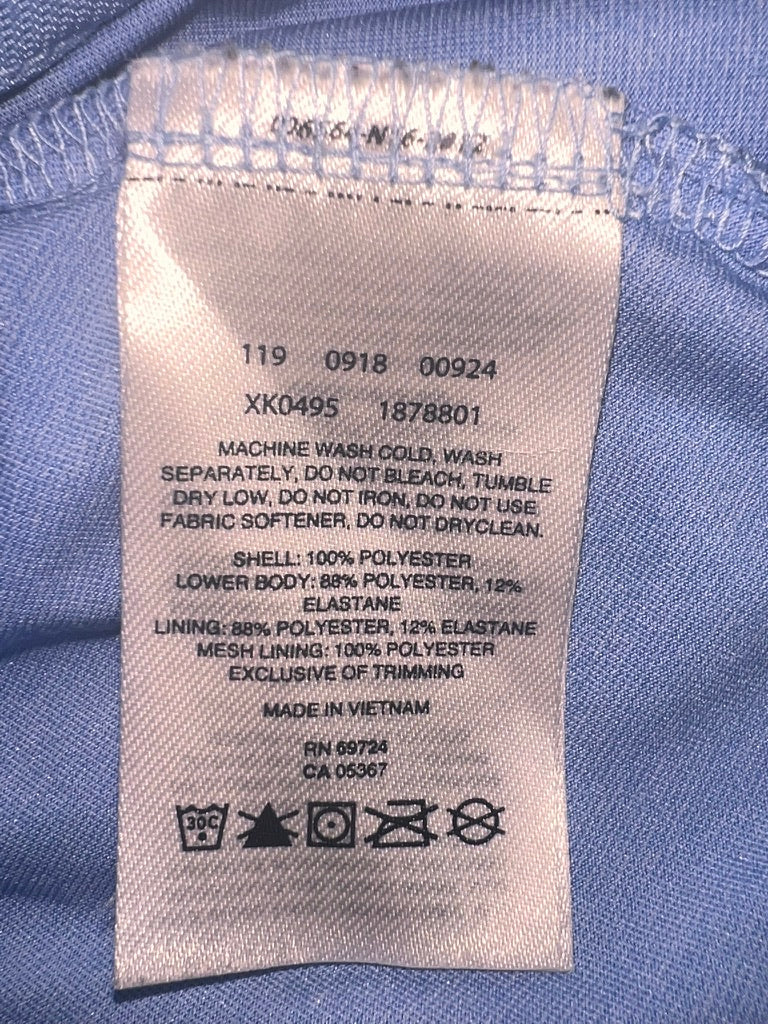 119 0918 00924
XK0495 1878801
MACHINE WASH COLD, WASH
SEPARATELY, DO NOT BLEACH, TUMBLE
DRY LOW, DO NOT IRON, DO NOT USE
FABRIC SOFTENER, DO NOT DRYCLEAN.
SHELL: 100% POLYESTER
LOWER BODY: 88% POLYESTER, 12%
ELASTANE
LINING: 88% POLYESTER, 12% ELASTANE
MESH LINING: 100% POLYESTER
EXCLUSIVE OF TRIMMING
MADE IN VIETNAM
RN 69724
CA 05367
30C